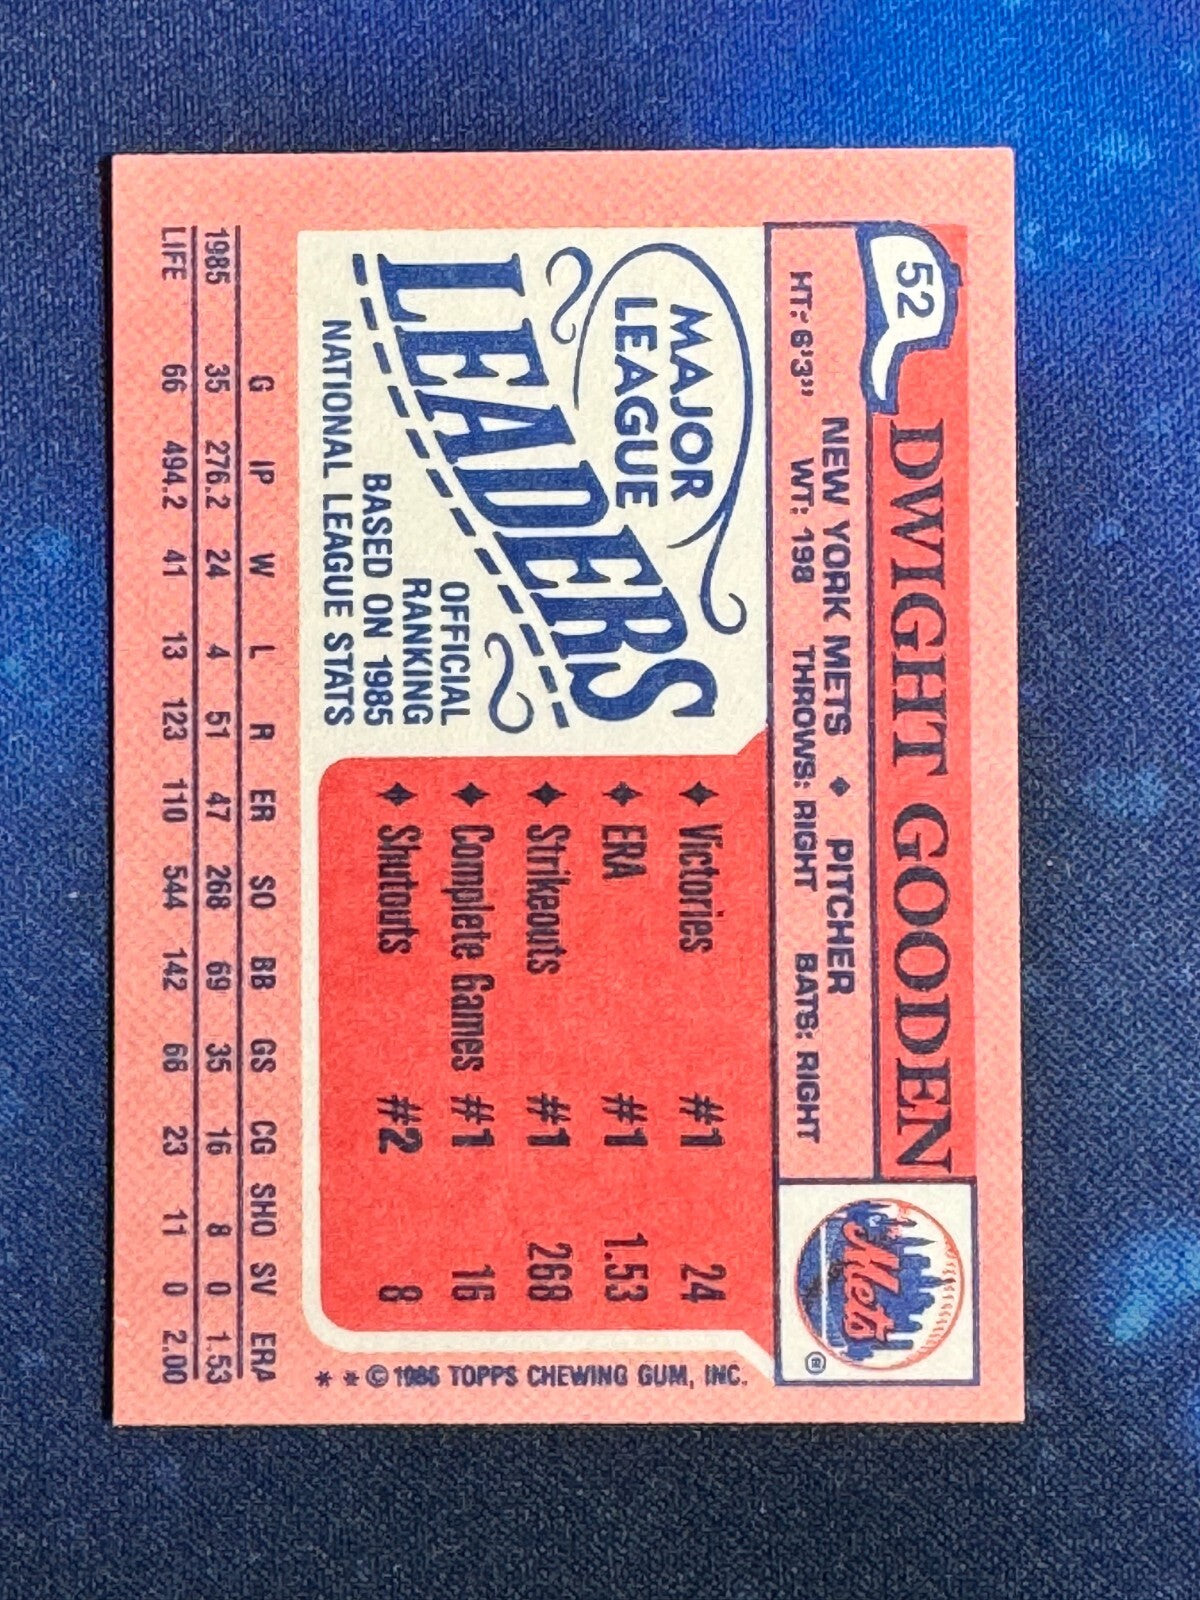 52
DWIGHT GOODEN
NEW YORK METS ♦ PITCHER
HT: 6'3" WT: 198 THROWS: RIGHT BATS: RIGHT
Mets
®
MAJOR
LEAGUE
LEADERS
OFFICIAL
RANKING
BASED ON 1985
NATIONAL LEAGUE STATS
♦ Victories #1 24
♦ ERA #1 1.53
♦ Strikeouts #1 268
♦ Complete Games #1 16
♦ Shutouts #2 8
* * © 1986 TOPPS CHEWING GUM, INC.
G IP W L R ER SO BB GS CG SHO SV ERA
1985 35 276.2 24 4 51 47 268 69 35 16 8 0 1.53
LIFE 66 494.2 41 13 123 110 544 142 66 23 11 0 2.00